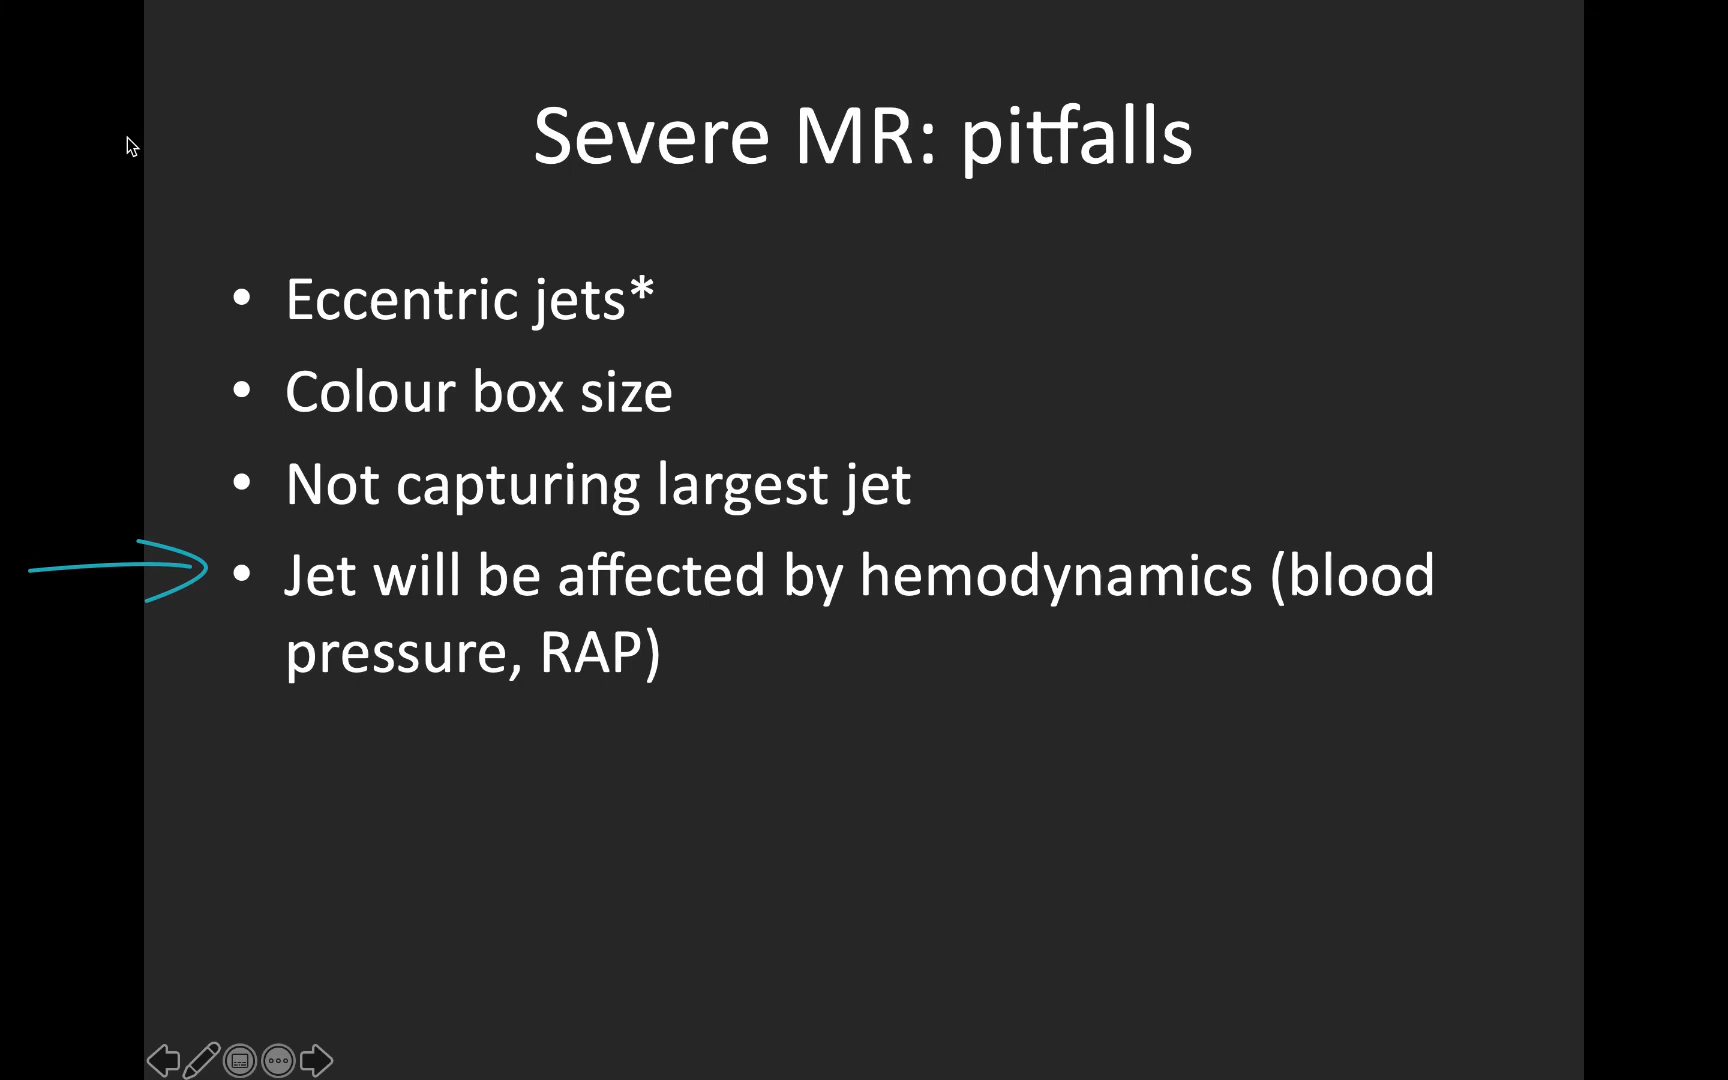 Severe MR: pitfalls
• Eccentric jets*
• Colour box size
• Not capturing largest jet
• Jet will be affected by hemodynamics (blood
pressure, RAP)